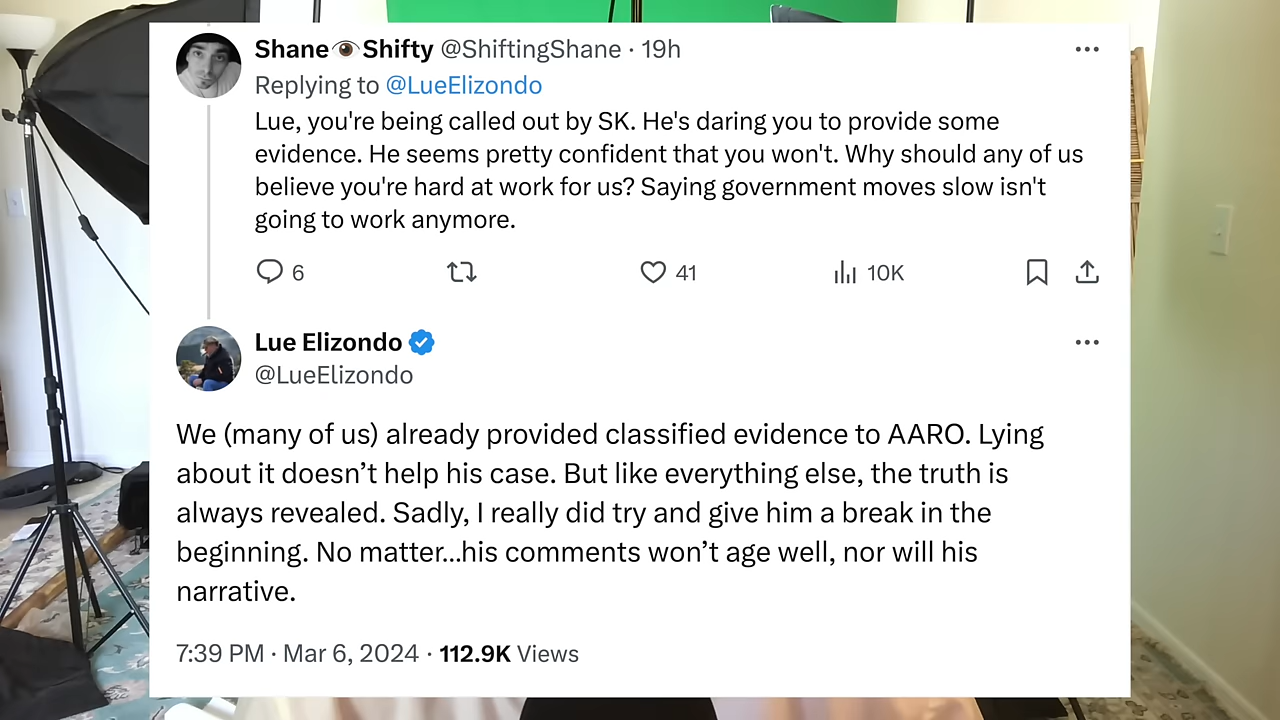 Shane👁Shifty @ShiftingShane · 19h
Replying to @LueElizondo
Lue, you're being called out by SK. He's daring you to provide some
evidence. He seems pretty confident that you won't. Why should any of us
believe you're hard at work for us? Saying government moves slow isn't
going to work anymore.
6 41 10K
Lue Elizondo
@LueElizondo
We (many of us) already provided classified evidence to AARO. Lying
about it doesn’t help his case. But like everything else, the truth is
always revealed. Sadly, I really did try and give him a break in the
beginning. No matter...his comments won’t age well, nor will his
narrative.
7:39 PM · Mar 6, 2024 · 112.9K Views